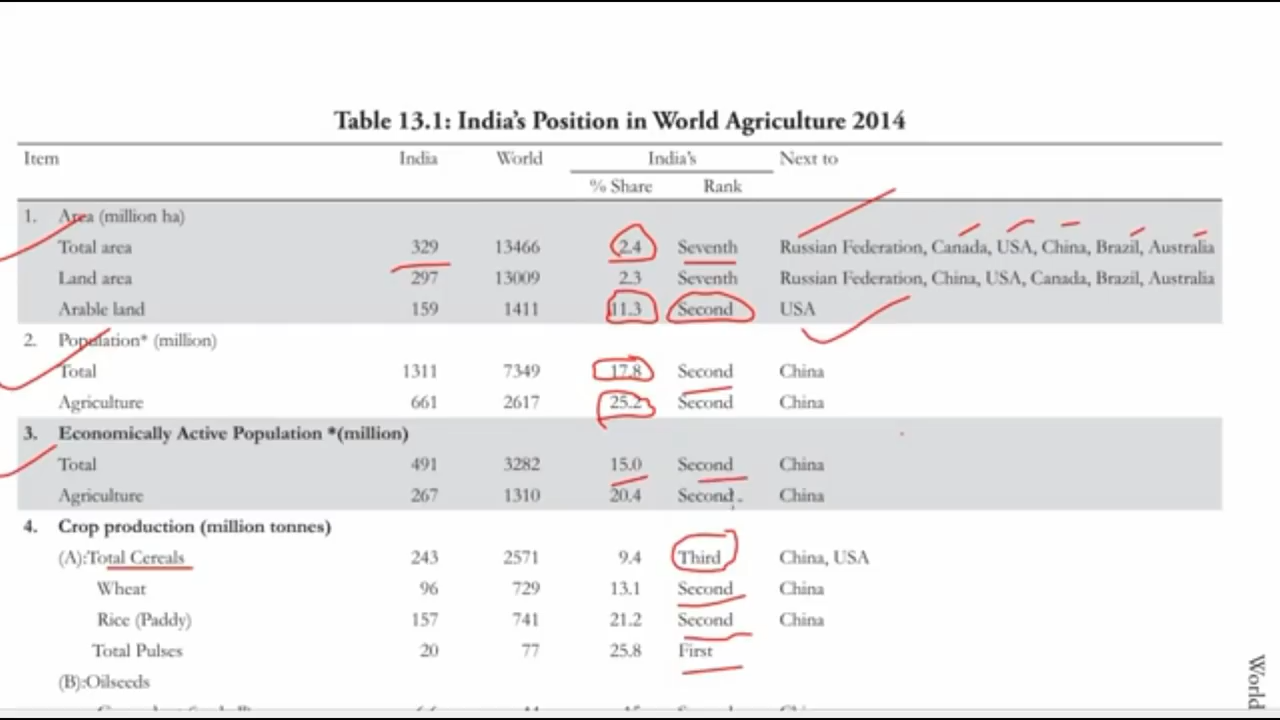 Table 13.1: India's Position in World Agriculture 2014
Item India World India's Next to
% Share Rank
1. Area (million ha)
Total area 329 13466 2.4 Seventh Russian Federation, Canada, USA, China, Brazil, Australia
Land area 297 13009 2.3 Seventh Russian Federation, China, USA, Canada, Brazil, Australia
Arable land 159 1411 11.3 Second USA
2. Population* (million)
Total 1311 7349 17.8 Second China
Agriculture 661 2617 25.2 Second China
3. Economically Active Population *(million)
Total 491 3282 15.0 Second China
Agriculture 267 1310 20.4 Second China
4. Crop production (million tonnes)
(A):Total Cereals 243 2571 9.4 Third China, USA
Wheat 96 729 13.1 Second China
Rice (Paddy) 157 741 21.2 Second China
Total Pulses 20 77 25.8 First
(B):Oilseeds
World